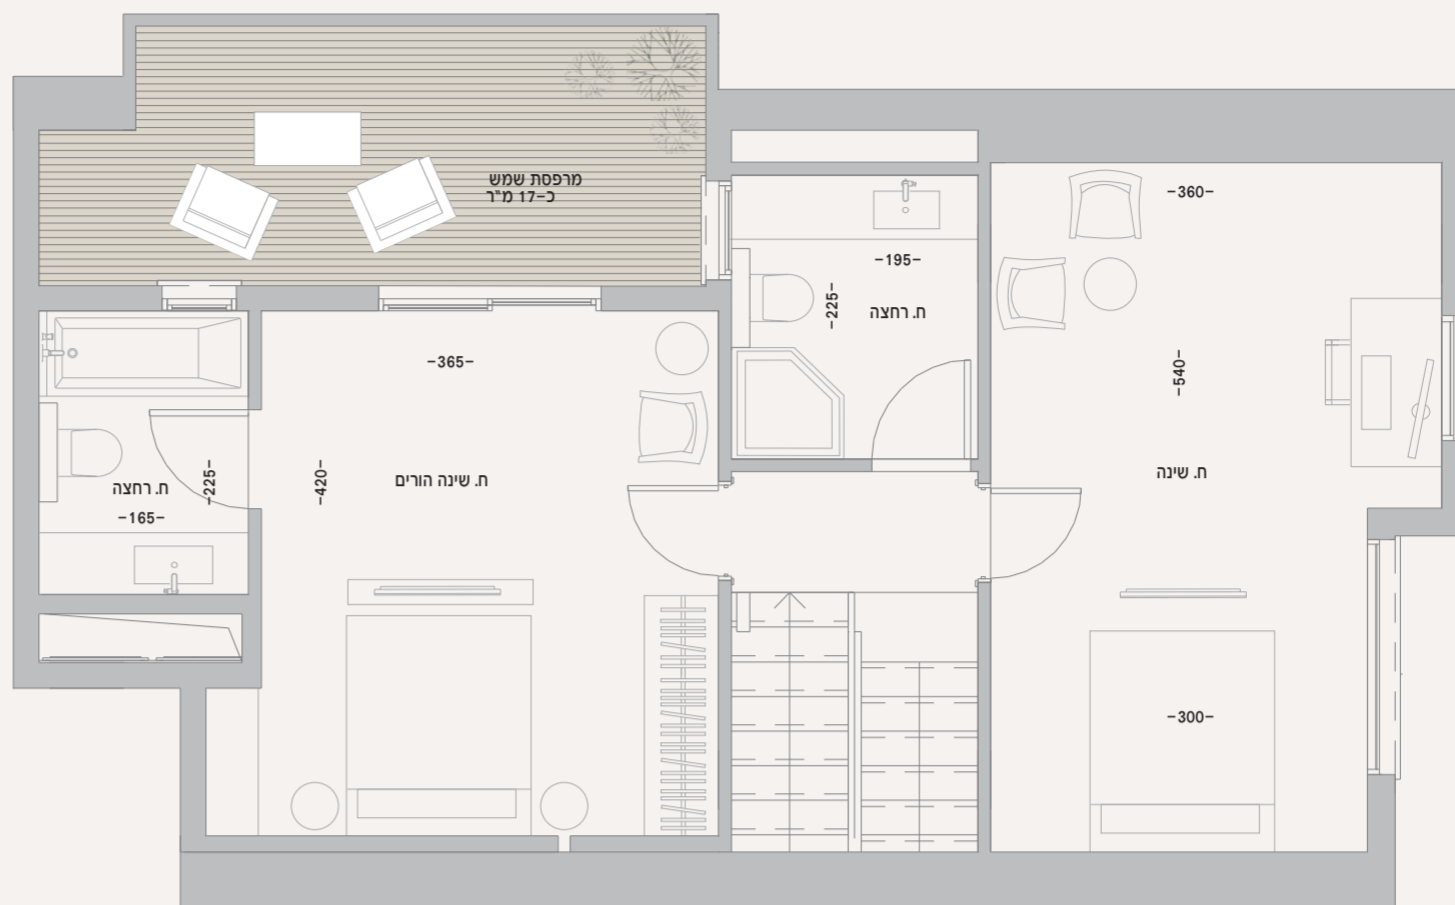 מרפסת שמש
כ-17 מ"ר
-360-
-195-
-225-
ח. רחצה
-365-
-540-
ח. שינה
-420-
ח. שינה הורים
-225-
ח. רחצה
-165-
-300-